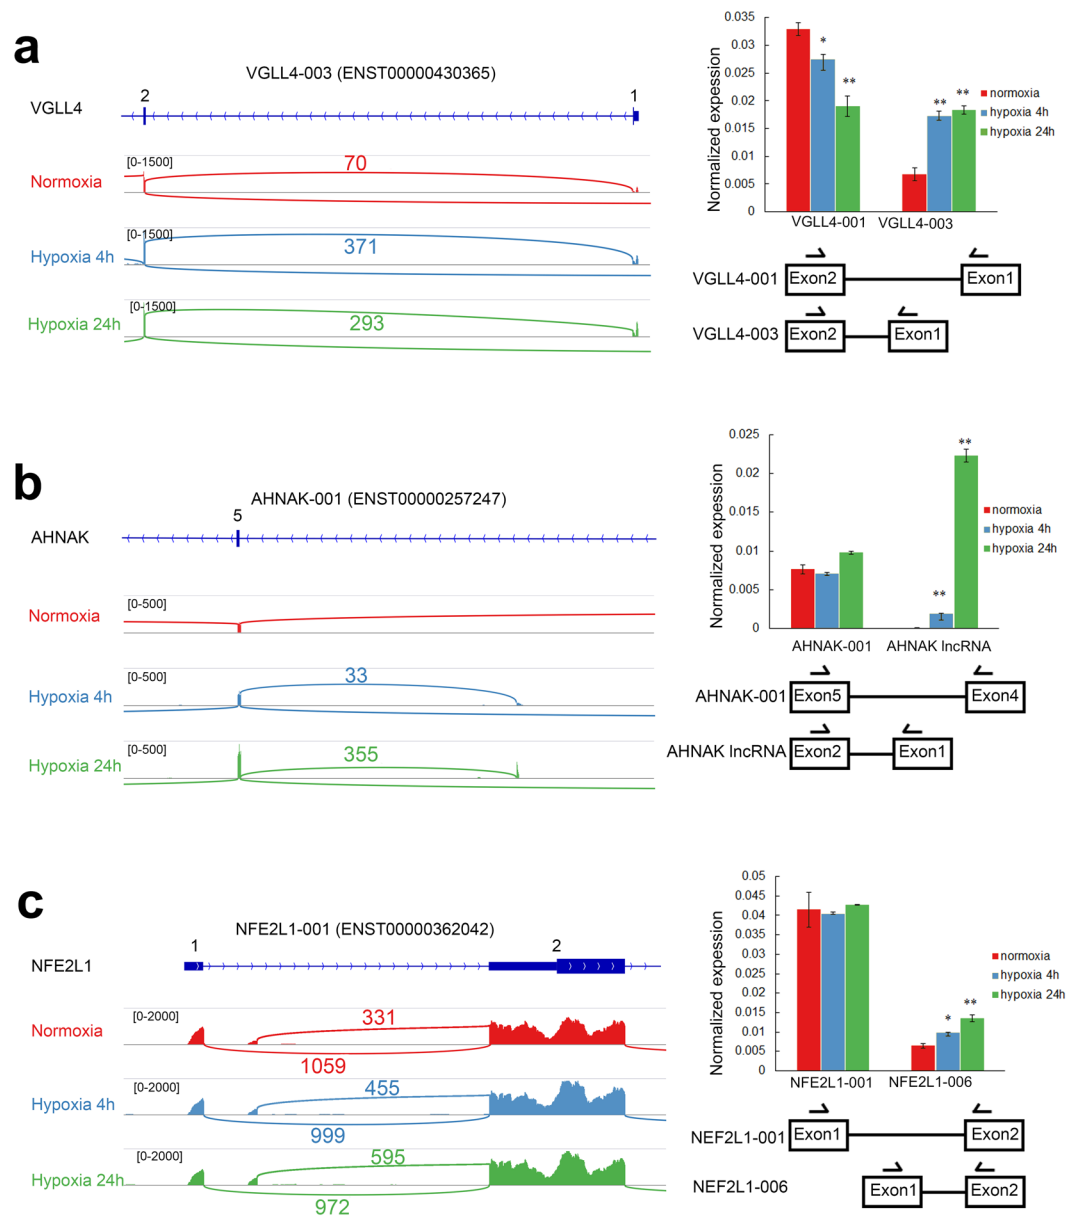 a
VGLL4-003 (ENST00000430365)
VGLL4
2
1
[0-1500]
Normoxia
70
[0-1500]
Hypoxia 4h
371
[0-1500]
Hypoxia 24h
293
Normalized expession
0.035
0.03
0.025
0.02
0.015
0.01
0.005
0
*
**
**
**
VGLL4-001
VGLL4-003
normoxia
hypoxia 4h
hypoxia 24h
VGLL4-001
Exon2
Exon1
VGLL4-003
Exon2
Exon1
b
AHNAK-001 (ENST00000257247)
5
AHNAK
[0-500]
Normoxia
[0-500]
Hypoxia 4h
33
[0-500]
Hypoxia 24h
355
Normalized expession
0.025
0.02
0.015
0.01
0.005
0
**
**
AHNAK-001
AHNAK lncRNA
normoxia
hypoxia 4h
hypoxia 24h
AHNAK-001
Exon5
Exon4
AHNAK lncRNA
Exon2
Exon1
c
NFE2L1-001 (ENST00000362042)
1
2
NFE2L1
[0-2000]
Normoxia
331
1059
[0-2000]
Hypoxia 4h
455
999
[0-2000]
Hypoxia 24h
595
972
Normalized expession
0.05
0.045
0.04
0.035
0.03
0.025
0.02
0.015
0.01
0.005
0
*
**
NFE2L1-001
NFE2L1-006
normoxia
hypoxia 4h
hypoxia 24h
NEF2L1-001
Exon1
Exon2
NEF2L1-006
Exon1
Exon2